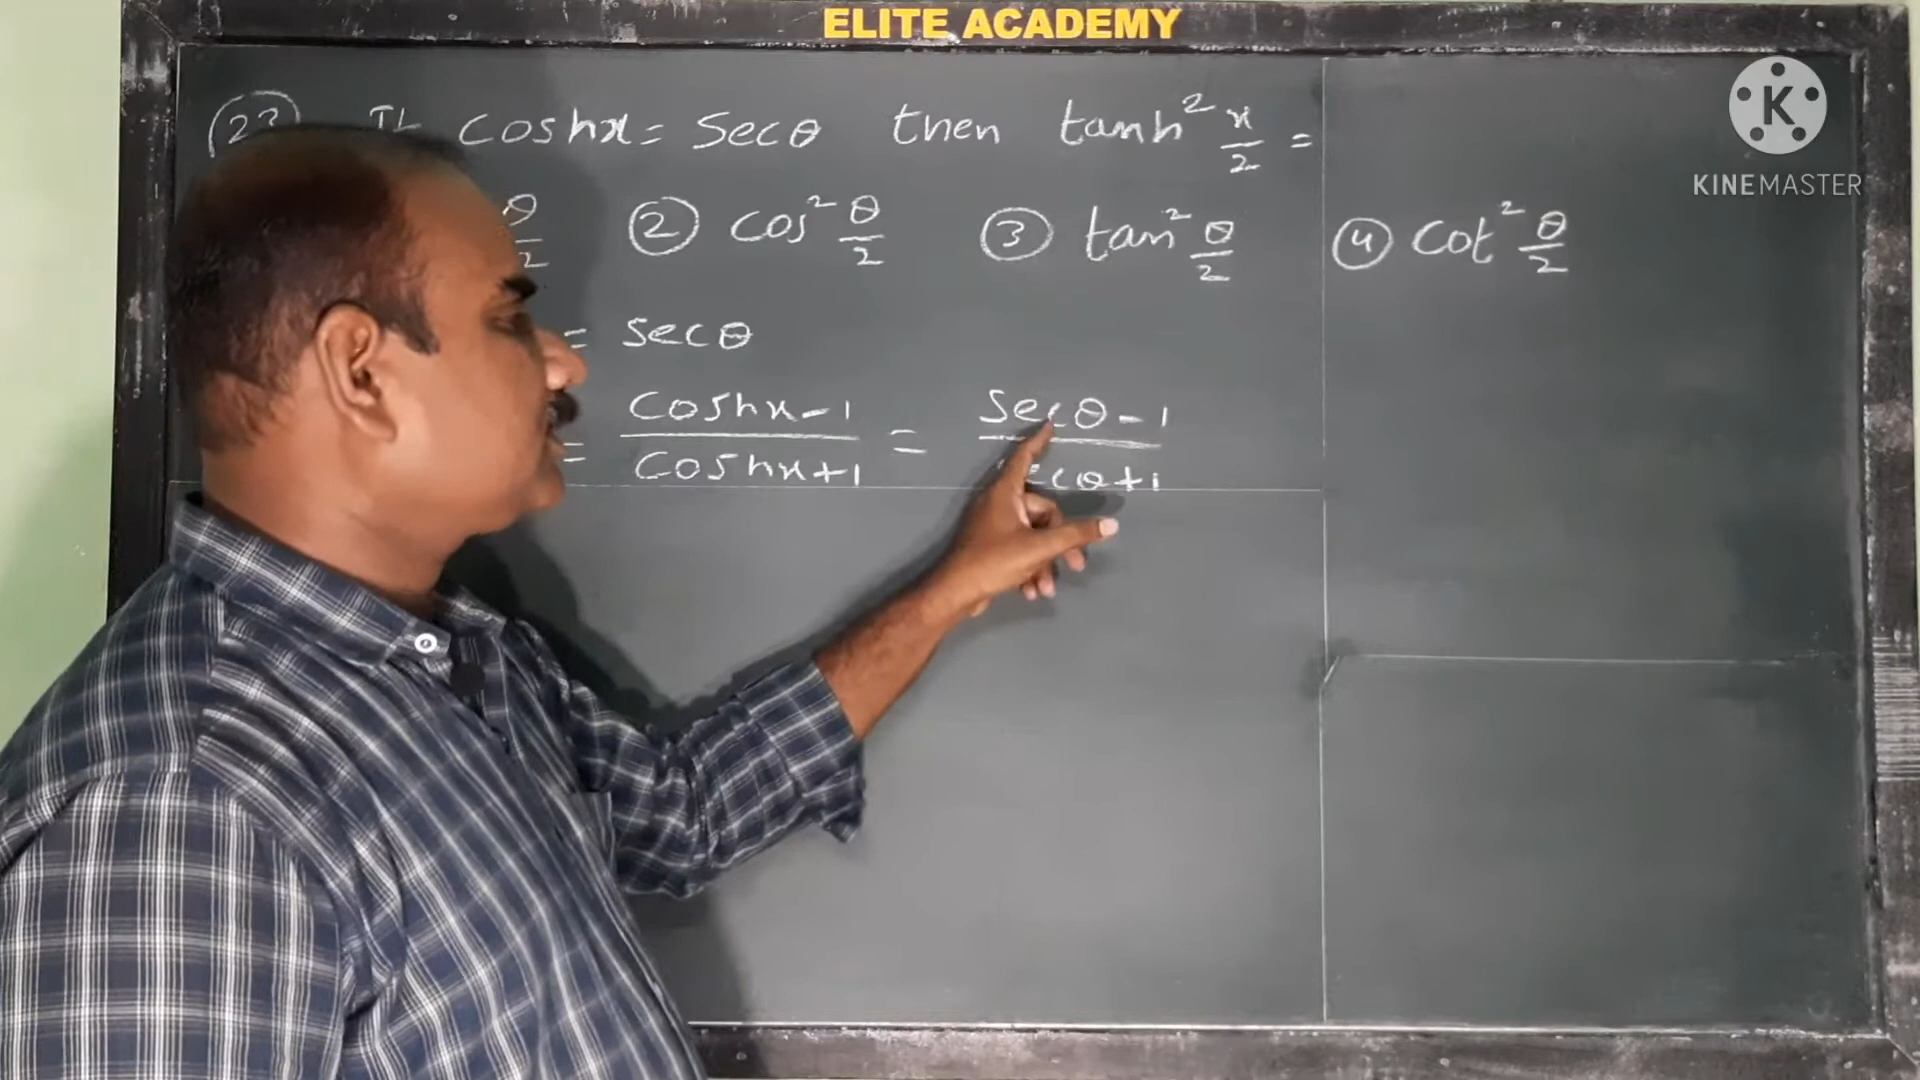 ELITE ACADEMY
K
KINEMASTER
coshx = secθ then tanh² x/2 =
θ/2 ② cos² θ/2 ③ tan² θ/2 ④ cot² θ/2
= secθ
= coshx-1 / coshx+1 = secθ-1 / secθ+1